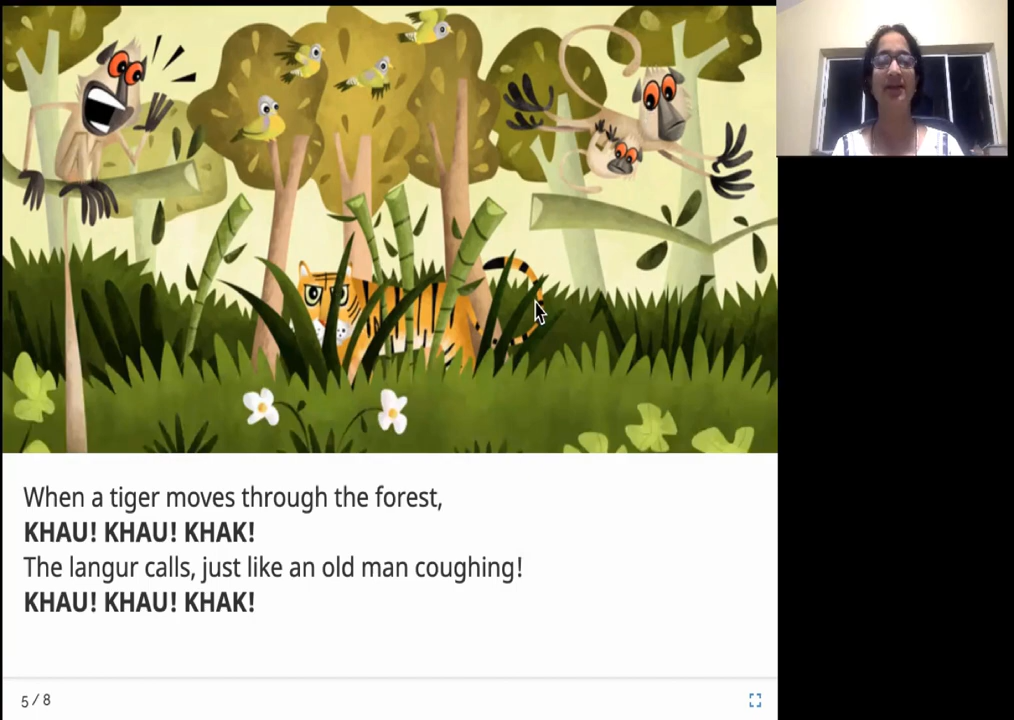 When a tiger moves through the forest,
KHAU! KHAU! KHAK!
The langur calls, just like an old man coughing!
KHAU! KHAU! KHAK!
5 / 8